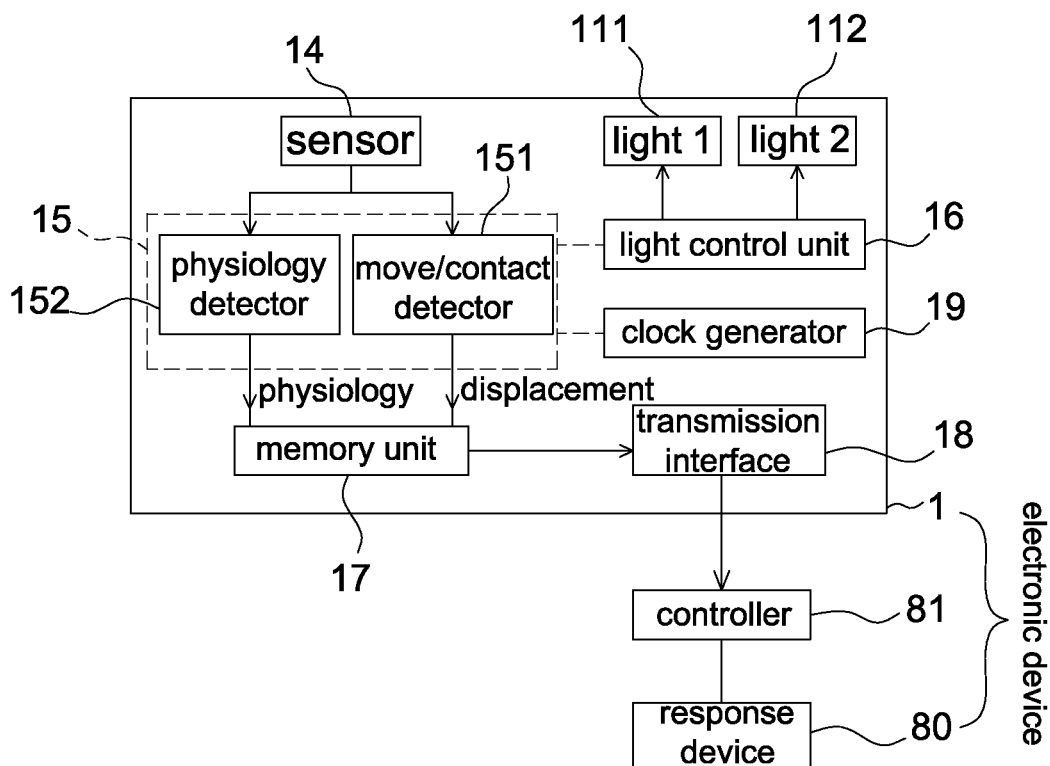 14
111
112
sensor
light 1
light 2
151
15
light control unit
16
physiology
detector
move/contact
detector
152
clock generator
19
physiology
displacement
memory unit
transmission
interface
18
17
1
controller
81
response
device
80
electronic device